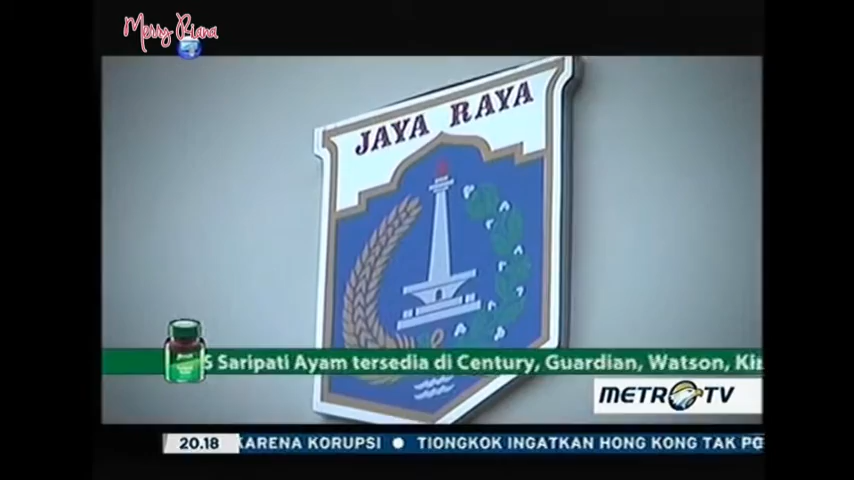 Merry Riana
JAYA RAYA
Saripati Ayam tersedia di Century, Guardian, Watson,
METRO TV
20.18
KARENA KORUPSI ● TIONGKOK INGATKAN HONG KONG TAK